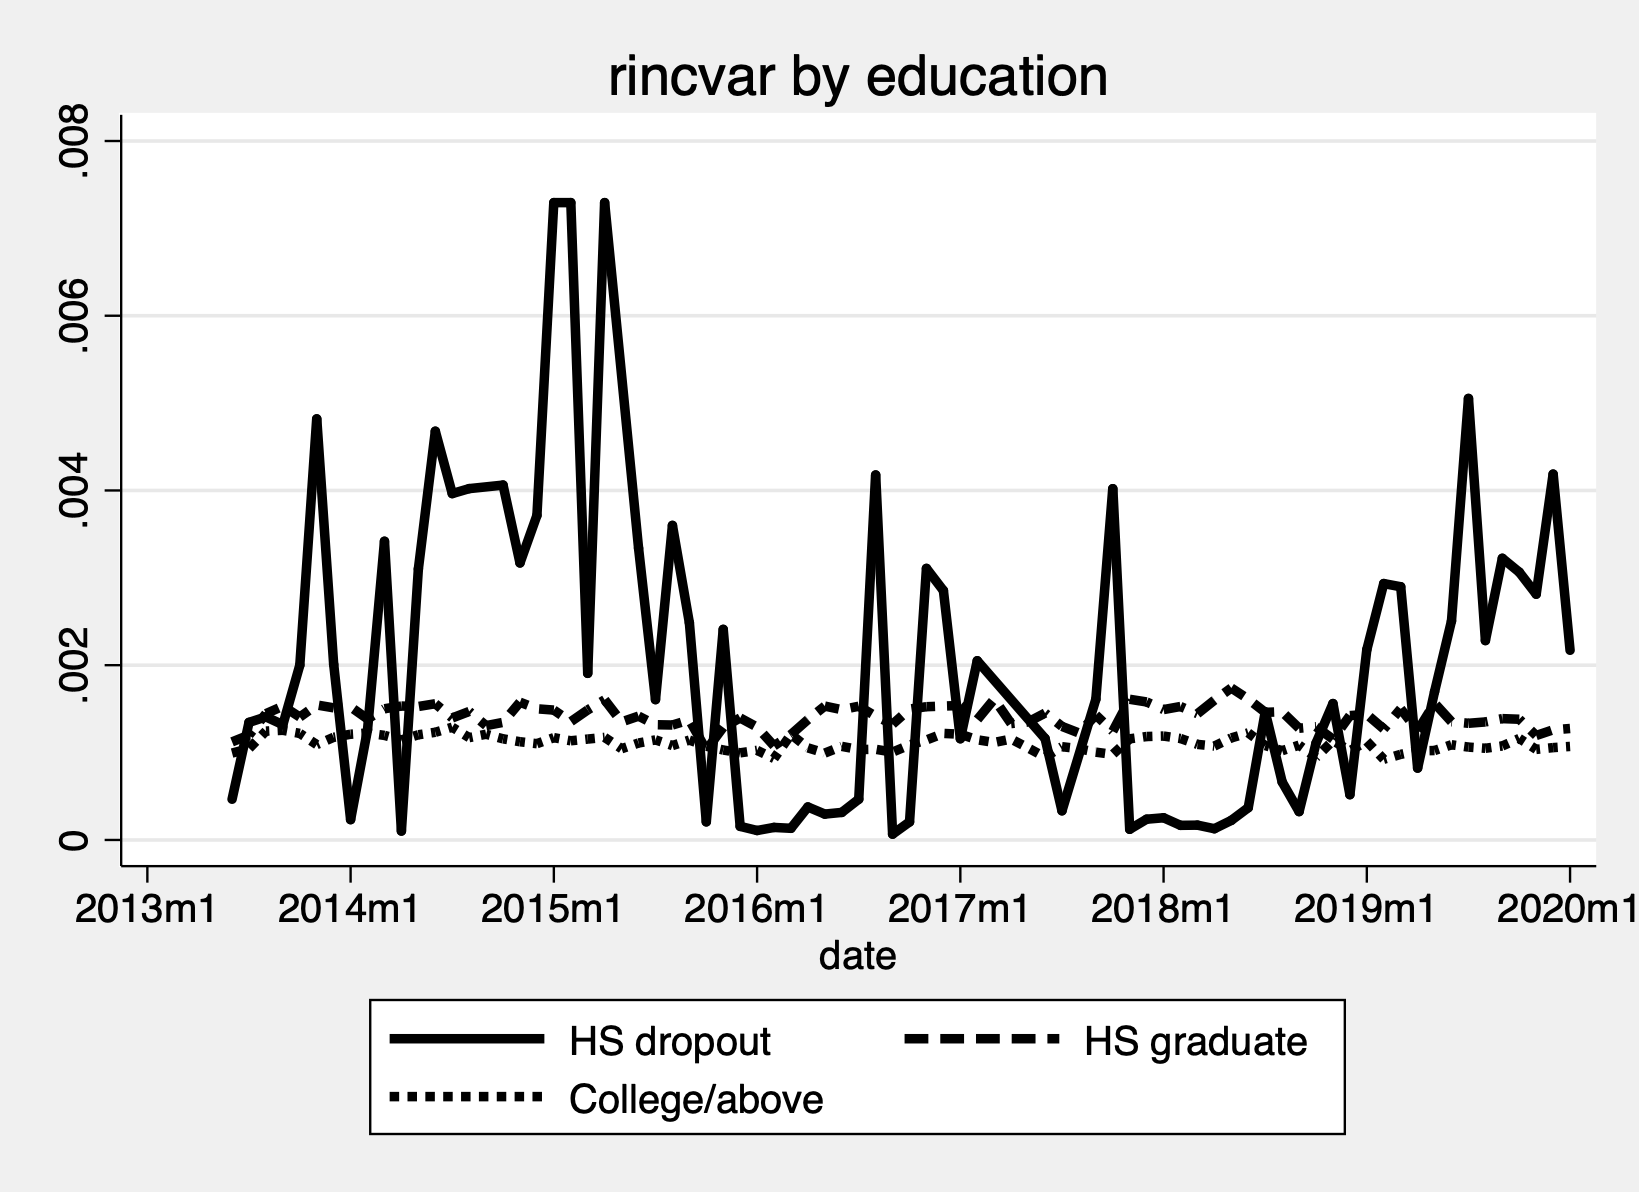 rincvar by education
.008
.006
.004
.002
0
2013m1 2014m1 2015m1 2016m1 2017m1 2018m1 2019m1 2020m1
date
HS dropout HS graduate
College/above